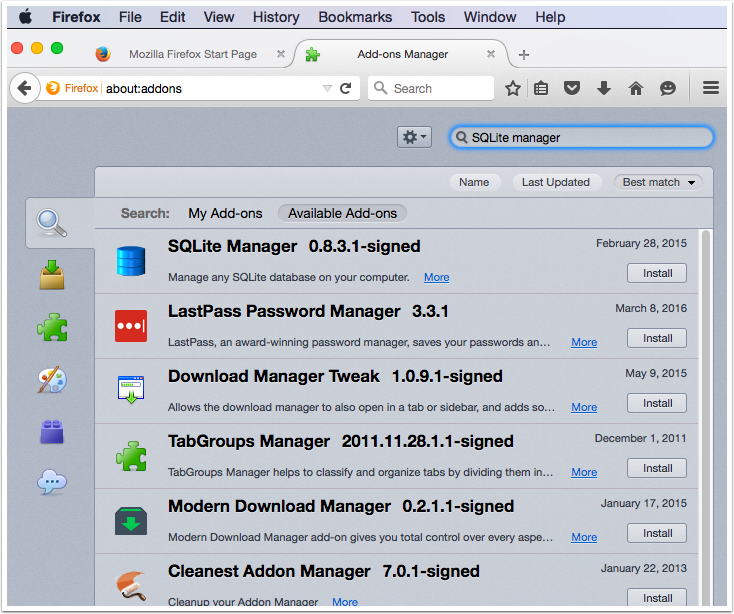 Firefox File Edit View History Bookmarks Tools Window Help
Mozilla Firefox Start Page Add-ons Manager
Firefox about:addons Search
SQLite manager
Name Last Updated Best match
Search: My Add-ons Available Add-ons
SQLite Manager 0.8.3.1-signed February 28, 2015
Manage any SQLite database on your computer. More Install
LastPass Password Manager 3.3.1 March 8, 2016
LastPass, an award-winning password manager, saves your passwords an... More Install
Download Manager Tweak 1.0.9.1-signed May 9, 2015
Allows the download manager to also open in a tab or sidebar, and adds so... More Install
TabGroups Manager 2011.11.28.1.1-signed December 1, 2011
TabGroups Manager helps to classify and organize tabs by dividing them in... More Install
Modern Download Manager 0.2.1.1-signed January 17, 2015
Modern Download Manager add-on gives you total control over every aspe... More Install
Cleanest Addon Manager 7.0.1-signed January 22, 2013
Cleanup your Addon Manager More Install